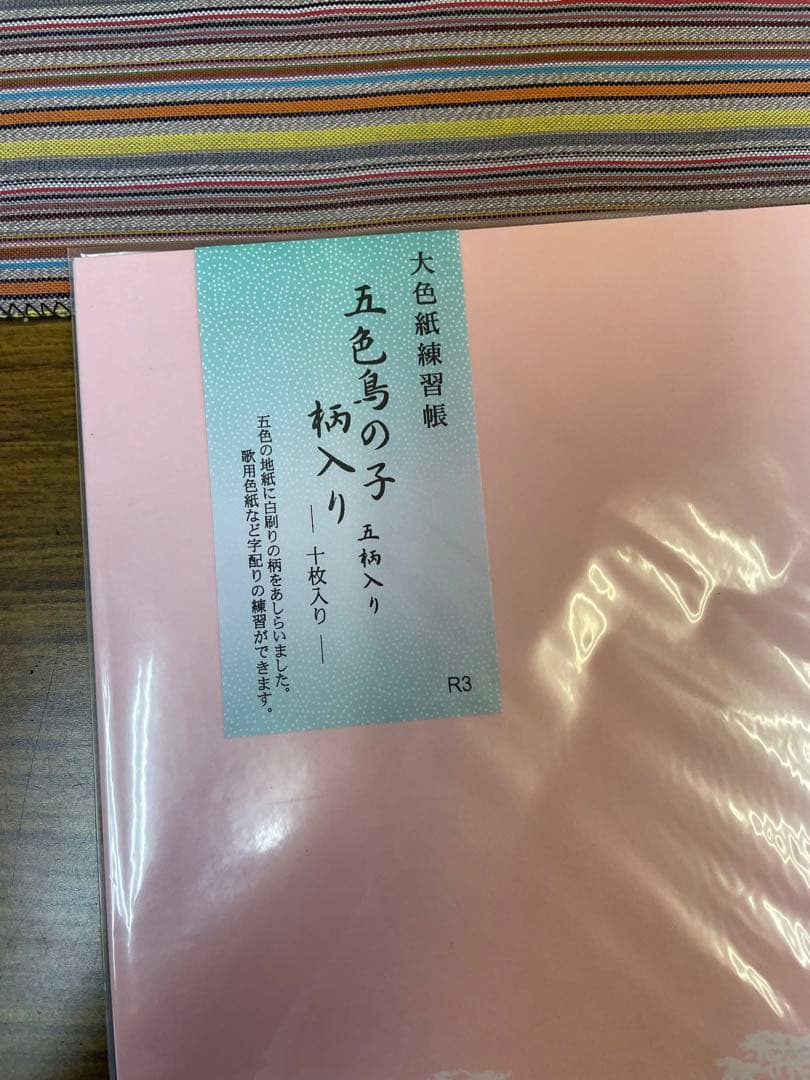 大色紙練習帳
五色鳥の子 五柄入り
柄入り
― 十枚入り ―
五色の地紙に白刷りの柄をあしらいました。
歌用色紙など字配りの練習ができます。
R3